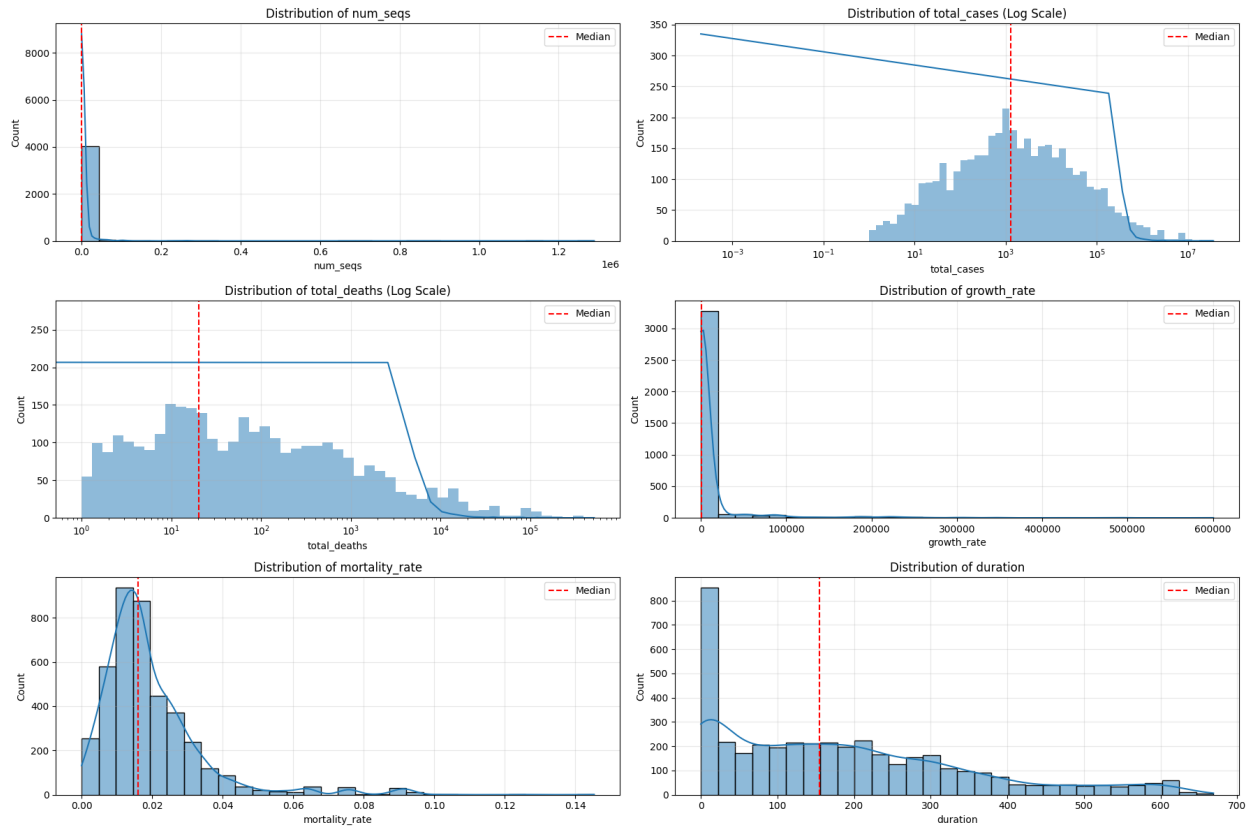 Distribution of num_seqs
Count
8000
6000
4000
2000
0
Median
0.0 0.2 0.4 0.6 0.8 1.0 1.2
1e6
num_seqs
Distribution of total_cases (Log Scale)
Count
350
300
250
200
150
100
50
0
Median
10⁻³ 10⁻¹ 10¹ 10³ 10⁵ 10⁷
total_cases
Distribution of total_deaths (Log Scale)
Count
250
200
150
100
50
0
Median
10⁰ 10¹ 10² 10³ 10⁴ 10⁵
total_deaths
Distribution of growth_rate
Count
3000
2500
2000
1500
1000
500
0
Median
0 100000 200000 300000 400000 500000 600000
growth_rate
Distribution of mortality_rate
Count
800
600
400
200
0
Median
0.00 0.02 0.04 0.06 0.08 0.10 0.12 0.14
mortality_rate
Distribution of duration
Count
800
700
600
500
400
300
200
100
0
Median
0 100 200 300 400 500 600 700
duration